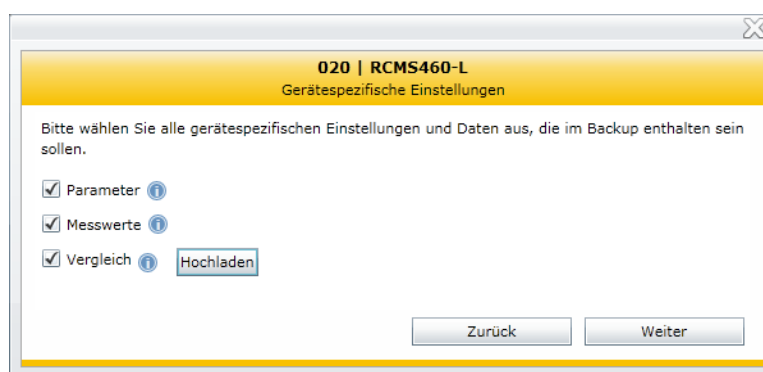 020 | RCMS460-L
Gerätespezifische Einstellungen
Bitte wählen Sie alle gerätespezifischen Einstellungen und Daten aus, die im Backup enthalten sein
sollen.
Parameter
Messwerte
Vergleich Hochladen
Zurück Weiter